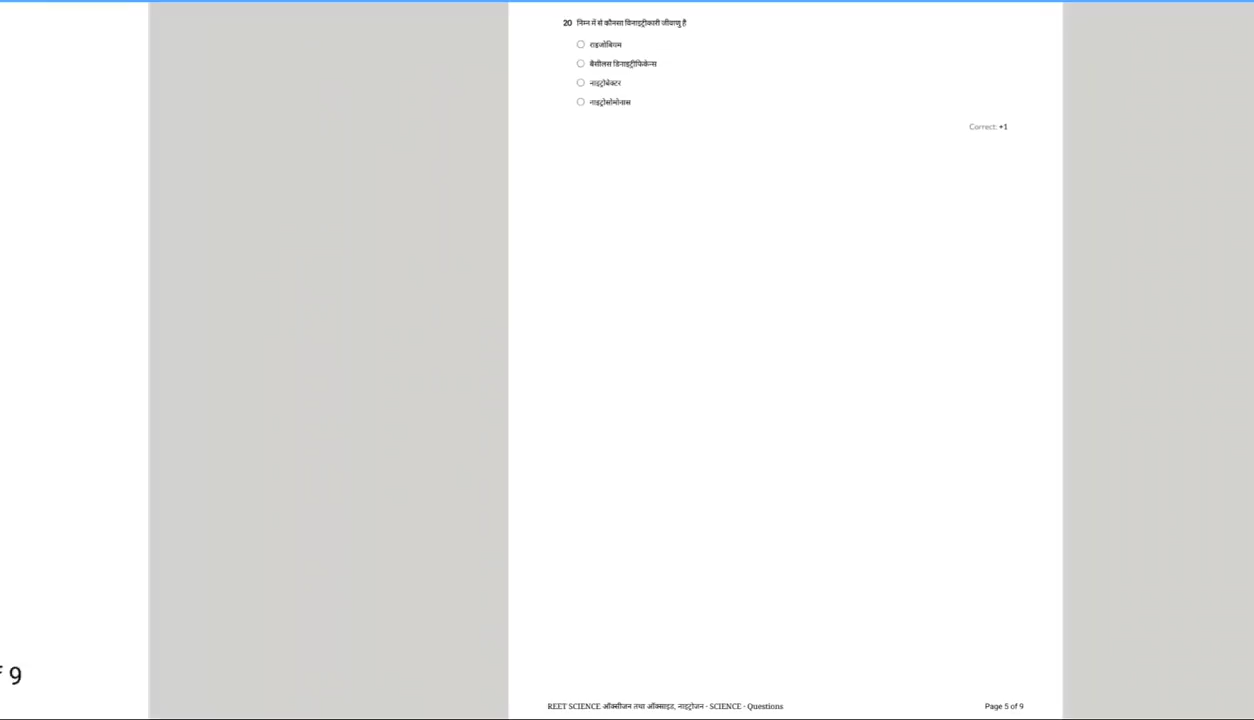 20 निम्न में से कौनसा विनाइट्रीकारी जीवाणु है
राइजोबियम
बैसीलस डिनाइट्रीफिकेन्स
नाइट्रोबेक्टर
नाइट्रोसोमोनास
Correct: +1
9
REET SCIENCE ऑक्सीजन तथा ऑक्साइड, नाइट्रोजन - SCIENCE - Questions
Page 5 of 9